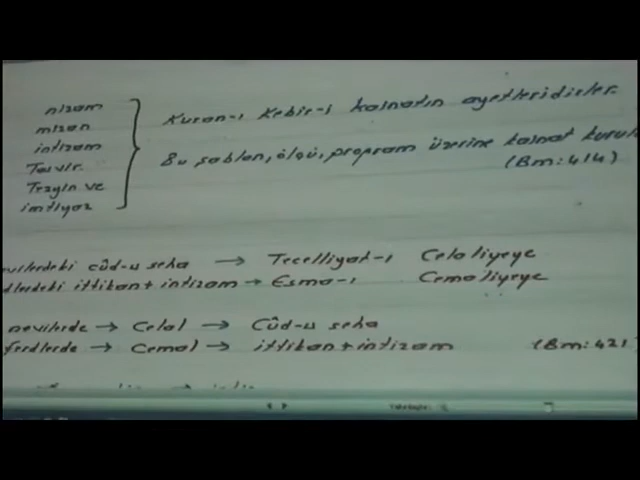 nizam
mizan
intizam
Tasvir
Tezyin ve
imtiyaz
Kuran-ı Kebir-i kainatın ayetleridirler.
Bu şablon, ölçü, program üzerine kainat kurul
(Bm: 414)
nevilerdeki cûd-u seha → Tecelliyat-ı Celaliyeye
ferdlerdeki ittikan + intizam → Esma-ı Cemaliyeye
nevilerde → Celal → Cûd-u seha
ferdlerde → Cemal → ittikan + intizam (Bm: 421